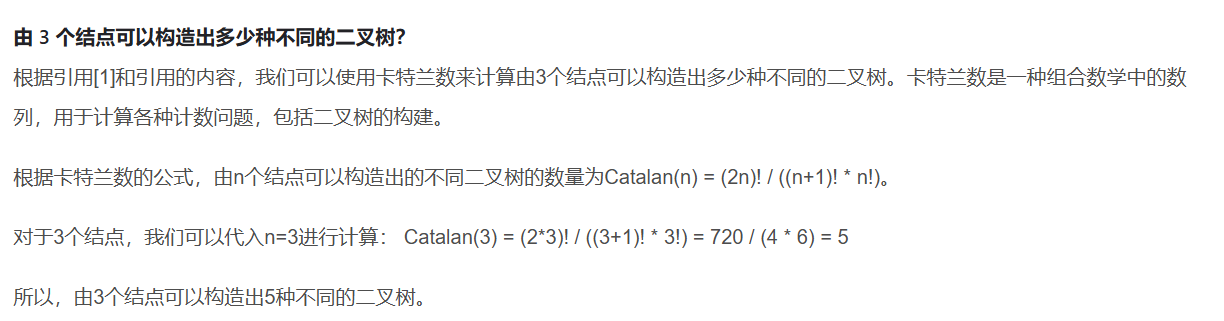 由 3 个结点可以构造出多少种不同的二叉树？
根据引用[1]和引用的内容，我们可以使用卡特兰数来计算由3个结点可以构造出多少种不同的二叉树。卡特兰数是一种组合数学中的数
列，用于计算各种计数问题，包括二叉树的构建。
根据卡特兰数的公式，由n个结点可以构造出的不同二叉树的数量为Catalan(n) = (2n)! / ((n+1)! * n!)。
对于3个结点，我们可以代入n=3进行计算： Catalan(3) = (2*3)! / ((3+1)! * 3!) = 720 / (4 * 6) = 5
所以，由3个结点可以构造出5种不同的二叉树。